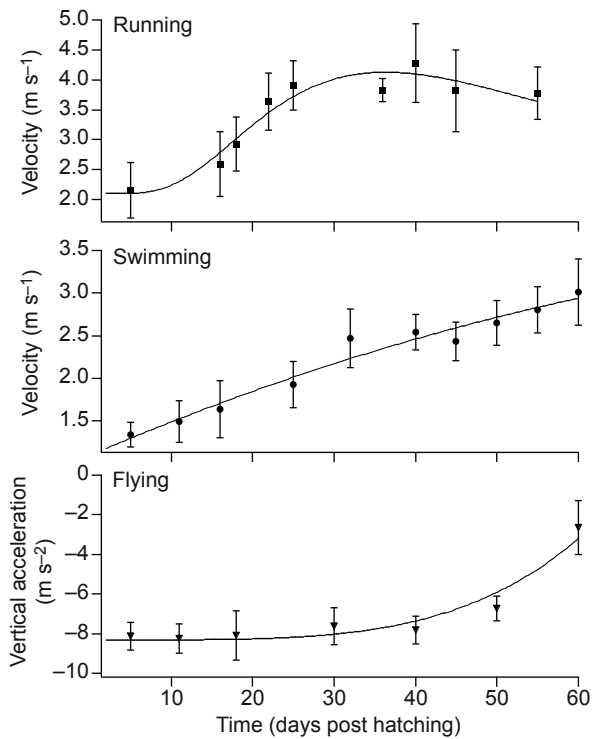 Running
5.0
4.5
4.0
3.5
3.0
2.5
2.0
Velocity (m s–1)
Swimming
3.5
3.0
2.5
2.0
1.5
Velocity (m s–1)
Flying
0
–2
–4
–6
–8
–10
Vertical acceleration
(m s–2)
10 20 30 40 50 60
Time (days post hatching)